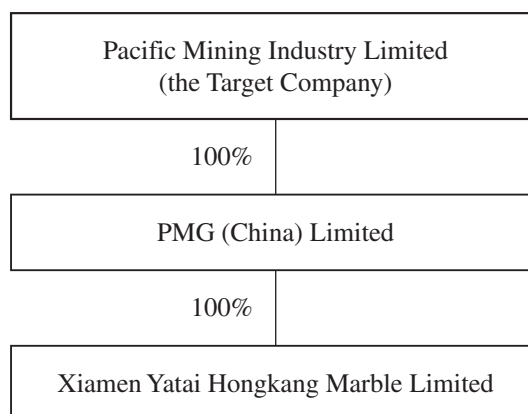 Pacific Mining Industry Limited
(the Target Company)
100%
PMG (China) Limited
100%
Xiamen Yatai Hongkang Marble Limited